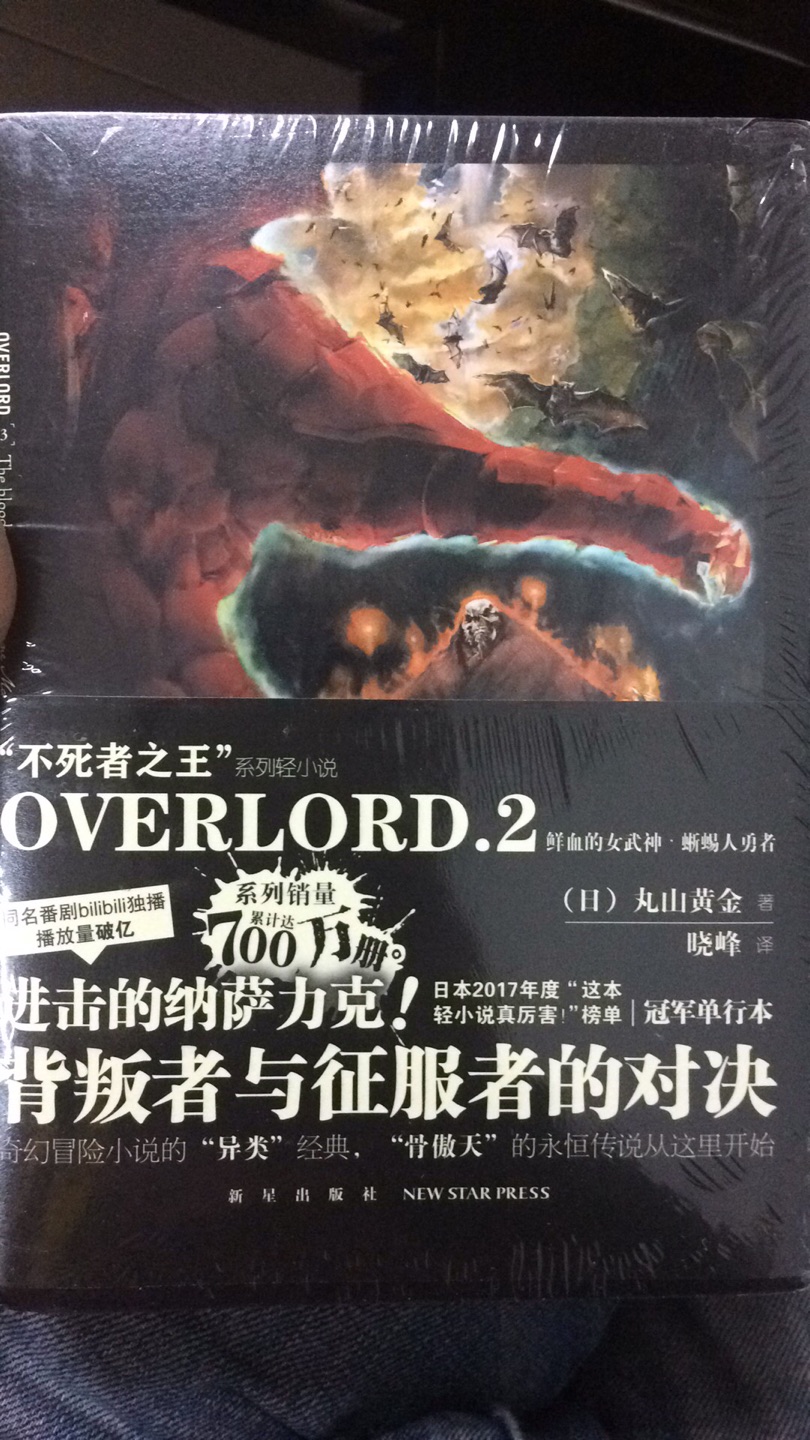 OVERLORD
3
The blood
“不死者之王”系列轻小说
OVERLORD.2 鲜血的女武神·蜥蜴人勇者
（日）丸山黄金 著
晓峰 译
同名番剧bilibili独播
播放量破亿
系列销量
累计达
700万册。
进击的纳萨力克！
日本2017年度“这本
轻小说真厉害!”榜单
冠军单行本
背叛者与征服者的对决
奇幻冒险小说的“异类”经典，“骨傲天”的永恒传说从这里开始
新星出版社 NEW STAR PRESS